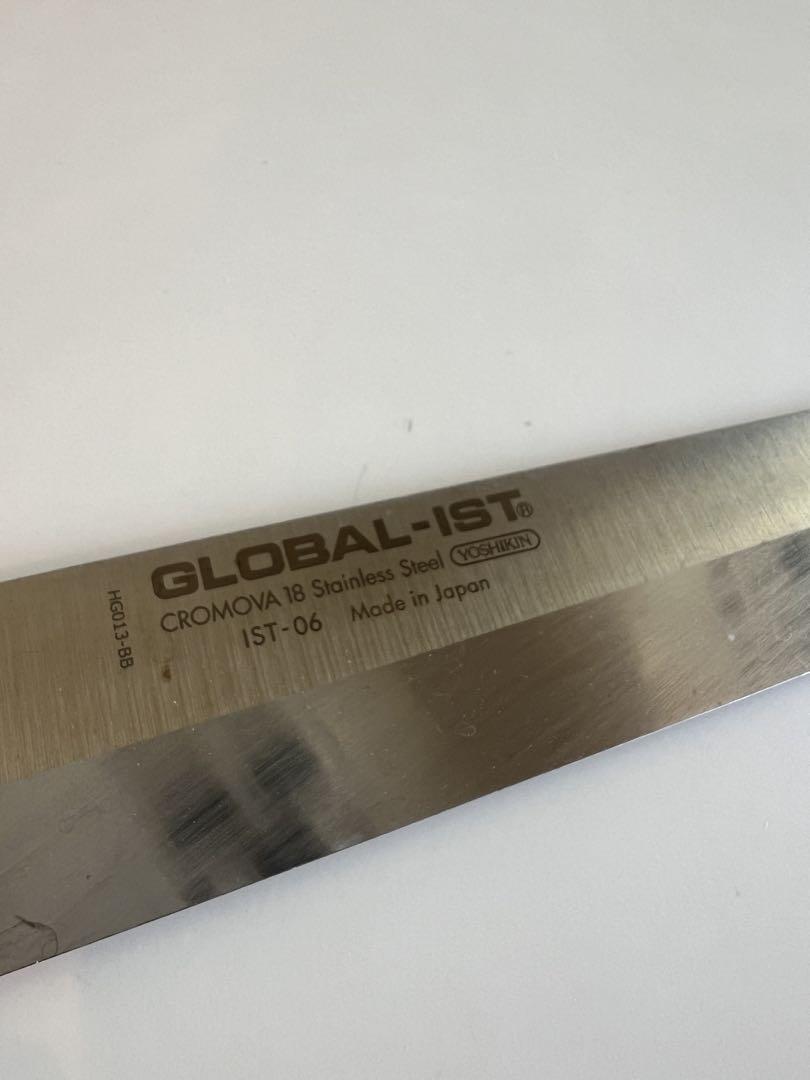 GLOBAL-IST®
CROMOVA 18 Stainless Steel YOSHIKIN
IST-06 Made in Japan
HG013-BB